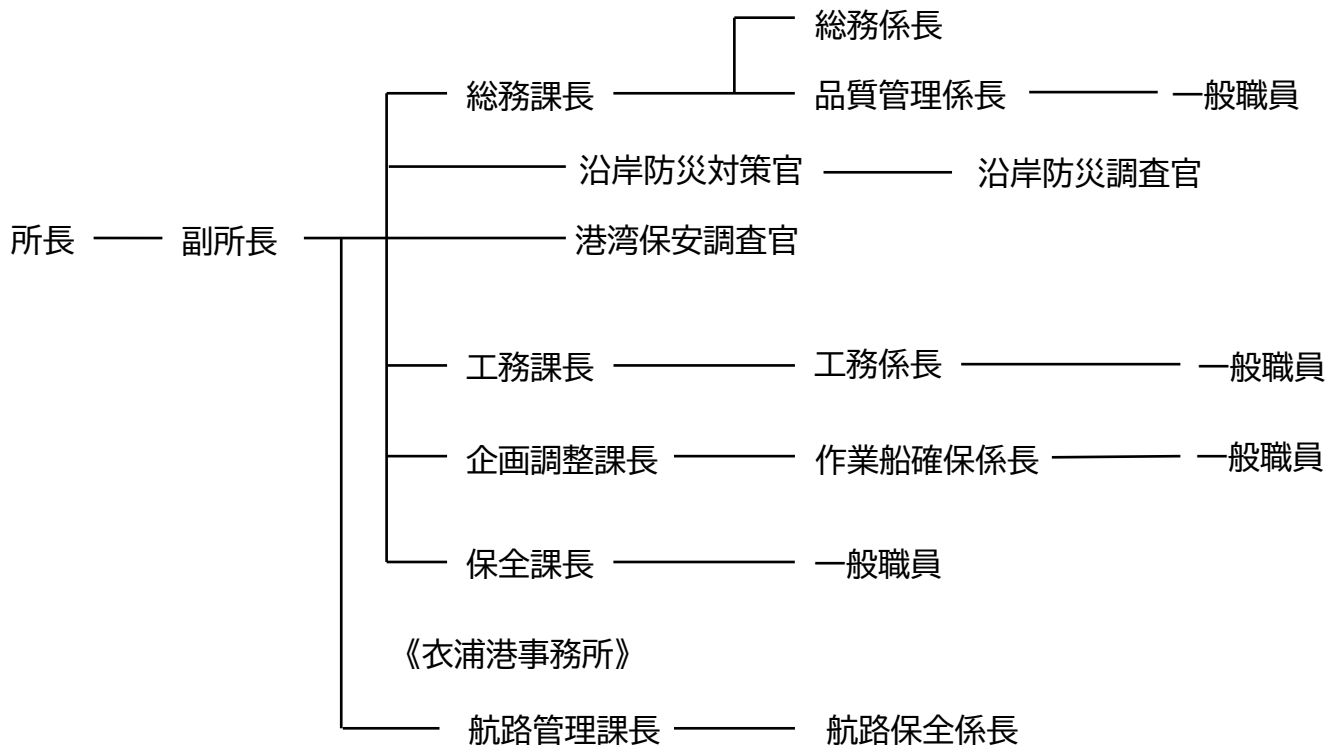 総務係長
総務課長 品質管理係長 一般職員
沿岸防災対策官 沿岸防災調査官
所長 副所長 港湾保安調査官
工務課長 工務係長 一般職員
企画調整課長 作業船確保係長 一般職員
保全課長 一般職員
《衣浦港事務所》
航路管理課長 航路保全係長